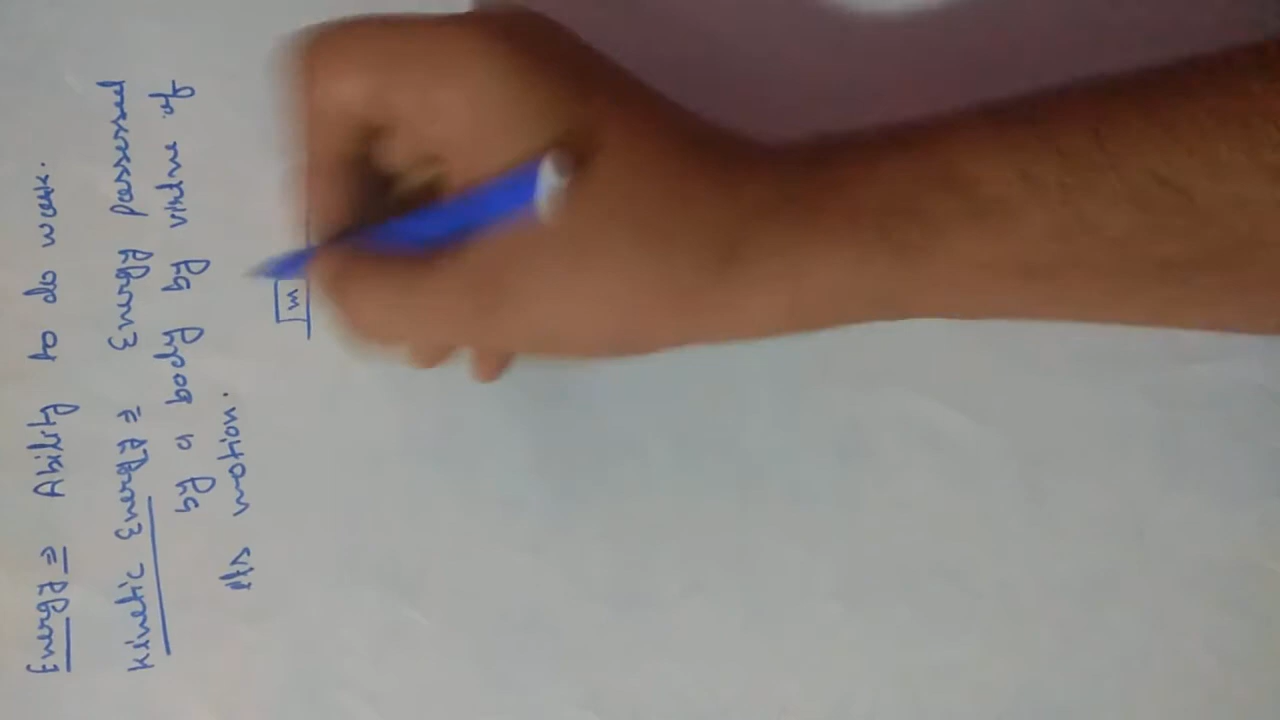 Energy ⇒ Ability to do work.
Kinetic Energy ⇒ Energy possessed
by a body by virtue of
its motion.
m